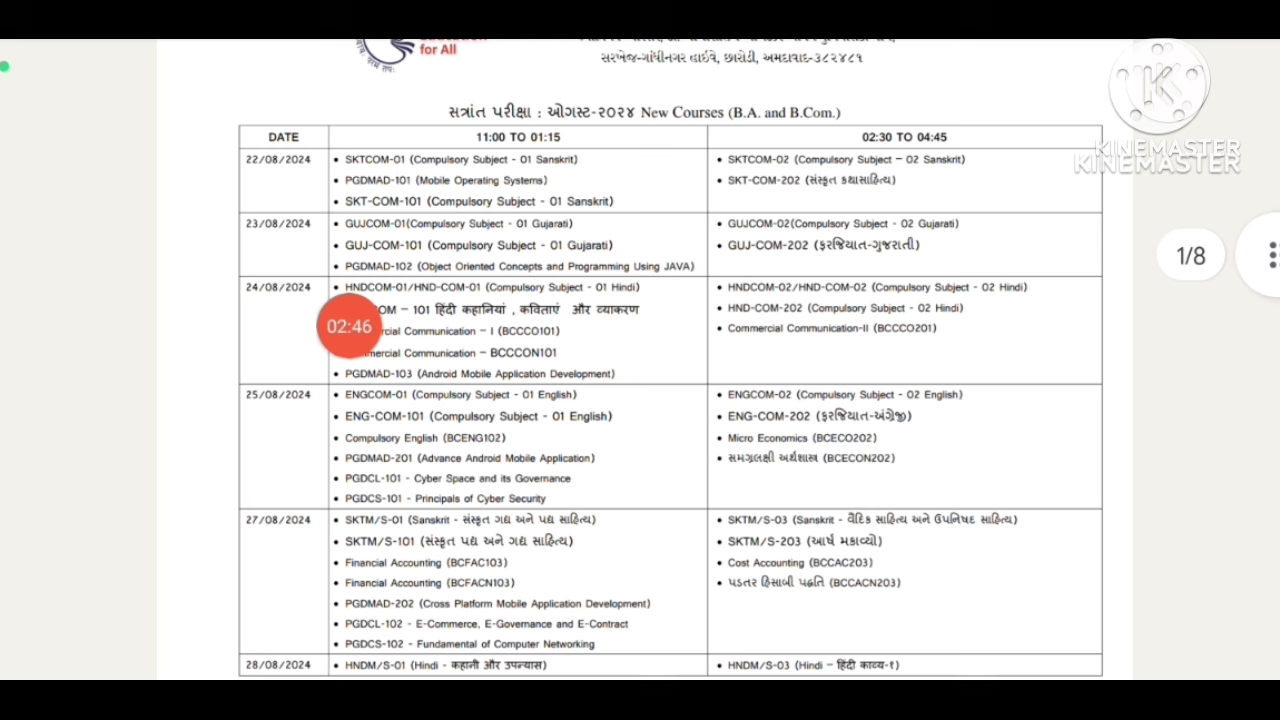 for All
સરખેજ-ગાંધીનગર હાઇવે, છારોડી, અમદાવાદ-૩૮૨૪૮૧
સત્રાંત પરીક્ષા : ઓગસ્ટ-૨૦૨૪ New Courses (B.A. and B.Com.)
KINEMASTER
KINEMASTER
1/8
DATE 11:00 TO 01:15 02:30 TO 04:45
22/08/2024 • SKTCOM-01 (Compulsory Subject - 01 Sanskrit) • SKTCOM-02 (Compulsory Subject – 02 Sanskrit)
• PGDMAD-101 (Mobile Operating Systems) • SKT-COM-202 (સંસ્કૃત કથાસાહિત્ય)
• SKT-COM-101 (Compulsory Subject - 01 Sanskrit)
23/08/2024 • GUJCOM-01(Compulsory Subject - 01 Gujarati) • GUJCOM-02(Compulsory Subject - 02 Gujarati)
• GUJ-COM-101 (Compulsory Subject - 01 Gujarati) • GUJ-COM-202 (ફરજિયાત-ગુજરાતી)
• PGDMAD-102 (Object Oriented Concepts and Programming Using JAVA)
24/08/2024 • HNDCOM-01/HND-COM-01 (Compulsory Subject - 01 Hindi) • HNDCOM-02/HND-COM-02 (Compulsory Subject - 02 Hindi)
– 101 हिंदी कहानियां , कविताएं और व्याकरण • HND-COM-202 (Compulsory Subject - 02 Hindi)
Communication – I (BCCCO101) • Commercial Communication-II (BCCCO201)
02:46
Communication – BCCCON101
• PGDMAD-103 (Android Mobile Application Development)
25/08/2024 • ENGCOM-01 (Compulsory Subject - 01 English) • ENGCOM-02 (Compulsory Subject - 02 English)
• ENG-COM-101 (Compulsory Subject - 01 English) • ENG-COM-202 (ફરજિયાત-અંગ્રેજી)
• Compulsory English (BCENG102) • Micro Economics (BCECO202)
• PGDMAD-201 (Advance Android Mobile Application) • સમગ્રલક્ષી અર્થશાસ્ત્ર (BCECON202)
• PGDCL-101 - Cyber Space and its Governance
• PGDCS-101 - Principals of Cyber Security
27/08/2024 • SKTM/S-01 (Sanskrit - સંસ્કૃત ગદ્ય અને પદ્ય સાહિત્ય) • SKTM/S-03 (Sanskrit - વૈદિક સાહિત્ય અને ઉપનિષદ સાહિત્ય)
• SKTM/S-101 (સંસ્કૃત પદ્ય અને ગદ્ય સાહિત્ય) • SKTM/S-203 (આર્ષ મકાવ્યો)
• Financial Accounting (BCFAC103) • Cost Accounting (BCCAC203)
• Financial Accounting (BCFACN103) • પડતર હિસાબી પદ્ધતિ (BCCACN203)
• PGDMAD-202 (Cross Platform Mobile Application Development)
• PGDCL-102 - E-Commerce, E-Governance and E-Contract
• PGDCS-102 - Fundamental of Computer Networking
28/08/2024 • HNDM/S-01 (Hindi - कहानी और उपन्यास) • HNDM/S-03 (Hindi – हिंदी काव्य-१)